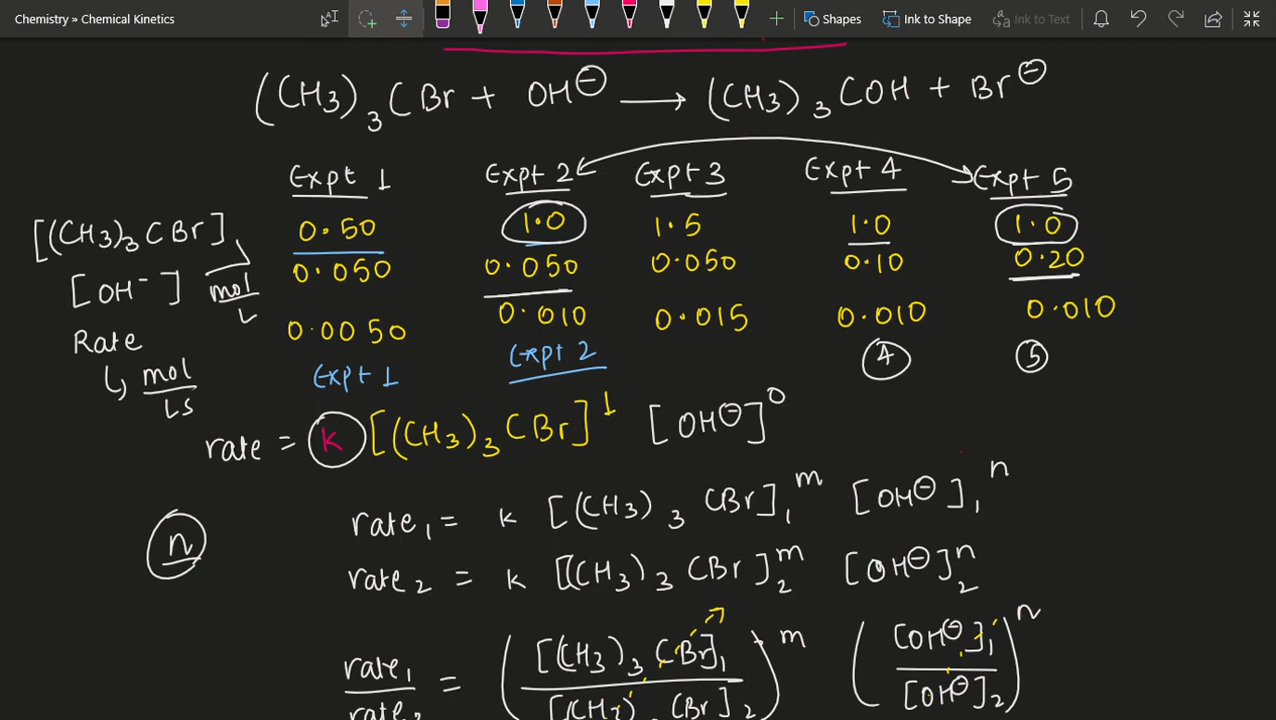 Chemistry » Chemical Kinetics
Shapes Ink to Shape Ink to Text
(CH3)3CBr + OH⊖ → (CH3)3COH + Br⊖
Expt 1 Expt 2 Expt 3 Expt 4 Expt 5
[(CH3)3CBr] 0.50 1.0 1.5 1.0 1.0
[OH-] mol/L 0.050 0.050 0.050 0.10 0.20
Rate 0.0050 0.010 0.015 0.010 0.010
mol/Ls Expt 1 Expt 2 4 5
rate = k [(CH3)3CBr]^1 [OH⊖]^0
rate1 = k [(CH3)3CBr]1^m [OH⊖]1^n
n
rate2 = k [(CH3)3CBr]2^m [OH⊖]2^n
rate1/rate2 = ([(CH3)3CBr]1/[(CH3)3CBr]2)^m ([OH⊖]1/[OH⊖]2)^n